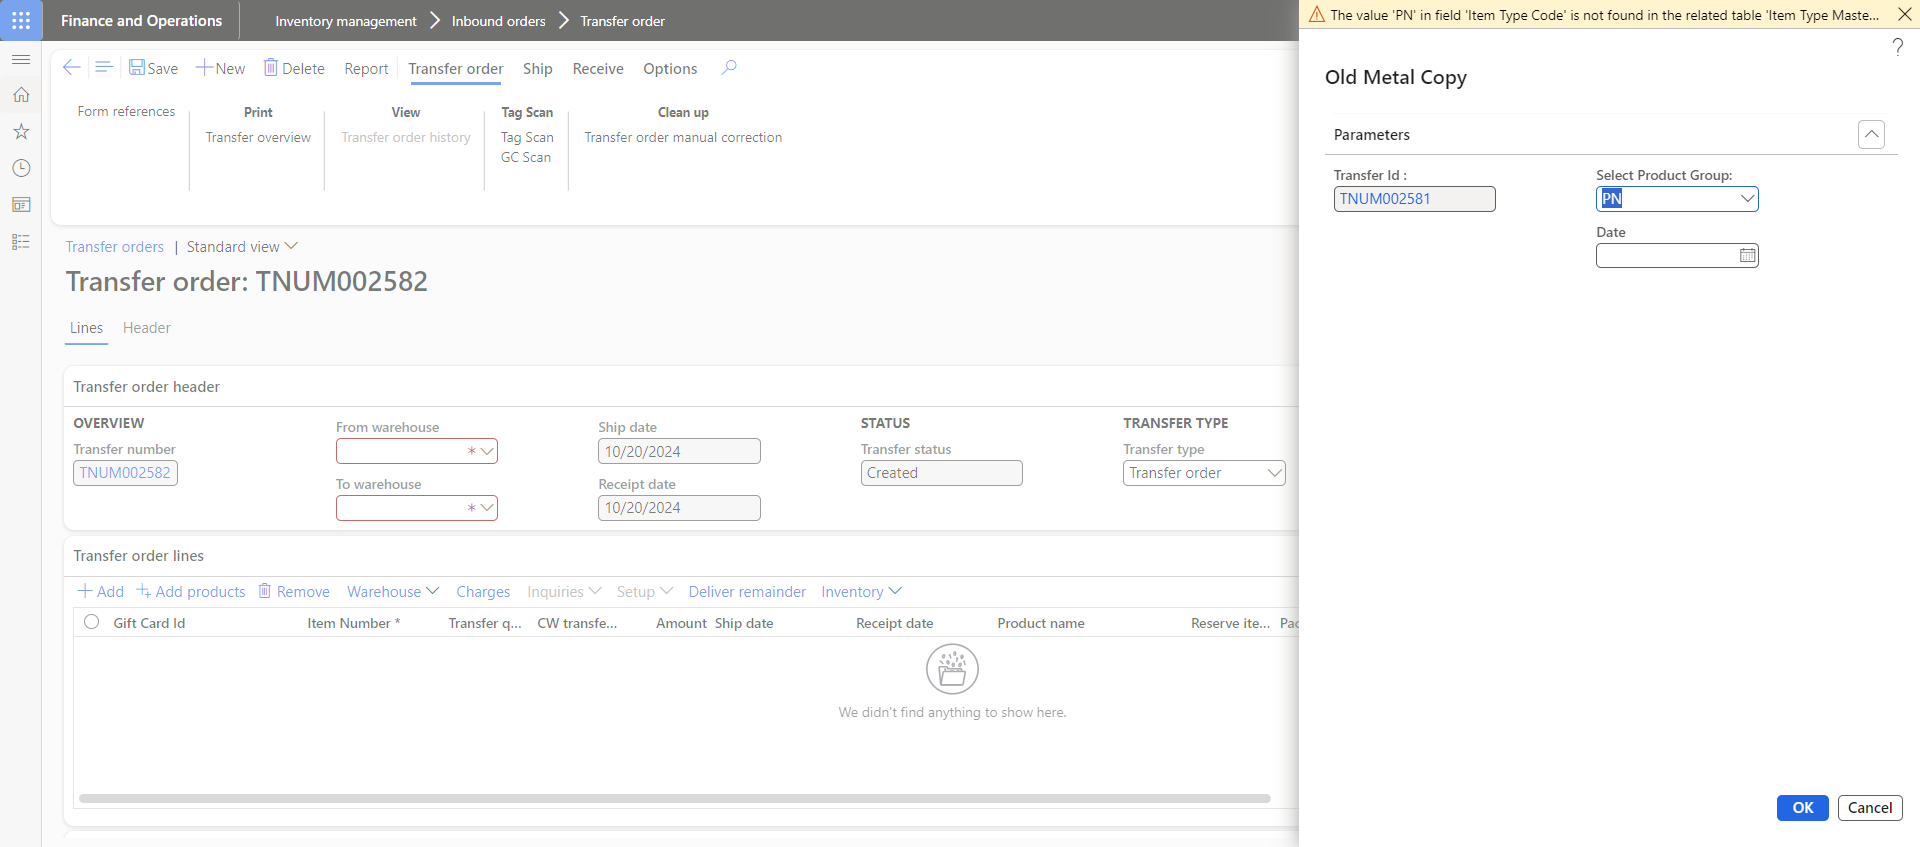 Finance and Operations
Inventory management
Inbound orders
Transfer order
The value 'PN' in field 'Item Type Code' is not found in the related table 'Item Type Maste...
Save
New
Delete
Report
Transfer order
Ship
Receive
Options
Form references
Print
Transfer overview
View
Transfer order history
Tag Scan
Tag Scan
GC Scan
Clean up
Transfer order manual correction
Transfer orders | Standard view
Transfer order: TNUM002582
Lines
Header
Transfer order header
OVERVIEW
Transfer number
TNUM002582
From warehouse
*
To warehouse
*
Ship date
10/20/2024
Receipt date
10/20/2024
STATUS
Transfer status
Created
TRANSFER TYPE
Transfer type
Transfer order
Transfer order lines
Add
Add products
Remove
Warehouse
Charges
Inquiries
Setup
Deliver remainder
Inventory
Gift Card Id
Item Number *
Transfer q...
CW transfe...
Amount
Ship date
Receipt date
Product name
Reserve ite...
Pac
We didn't find anything to show here.
?
Old Metal Copy
Parameters
Transfer Id :
TNUM002581
Select Product Group:
PN
Date
OK
Cancel